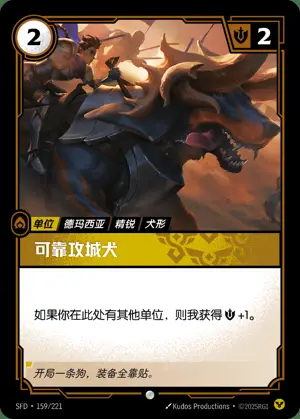 2
2
单位 德玛西亚 精锐 犬形
可靠攻城犬
如果你在此处有其他单位，则我获得 +1。
开局一条狗，装备全靠贴。
SFD • 159/221
Kudos Productions • ©2025RGI